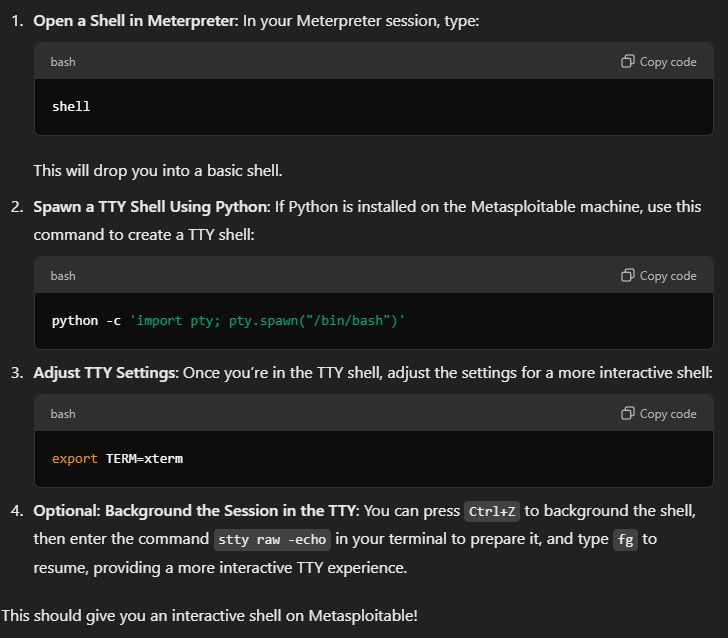 1. Open a Shell in Meterpreter: In your Meterpreter session, type:
bash Copy code
shell
This will drop you into a basic shell.
2. Spawn a TTY Shell Using Python: If Python is installed on the Metasploitable machine, use this
command to create a TTY shell:
bash Copy code
python -c 'import pty; pty.spawn("/bin/bash")'
3. Adjust TTY Settings: Once you’re in the TTY shell, adjust the settings for a more interactive shell:
bash Copy code
export TERM=xterm
4. Optional: Background the Session in the TTY: You can press Ctrl+Z to background the shell,
then enter the command stty raw -echo in your terminal to prepare it, and type fg to
resume, providing a more interactive TTY experience.
This should give you an interactive shell on Metasploitable!